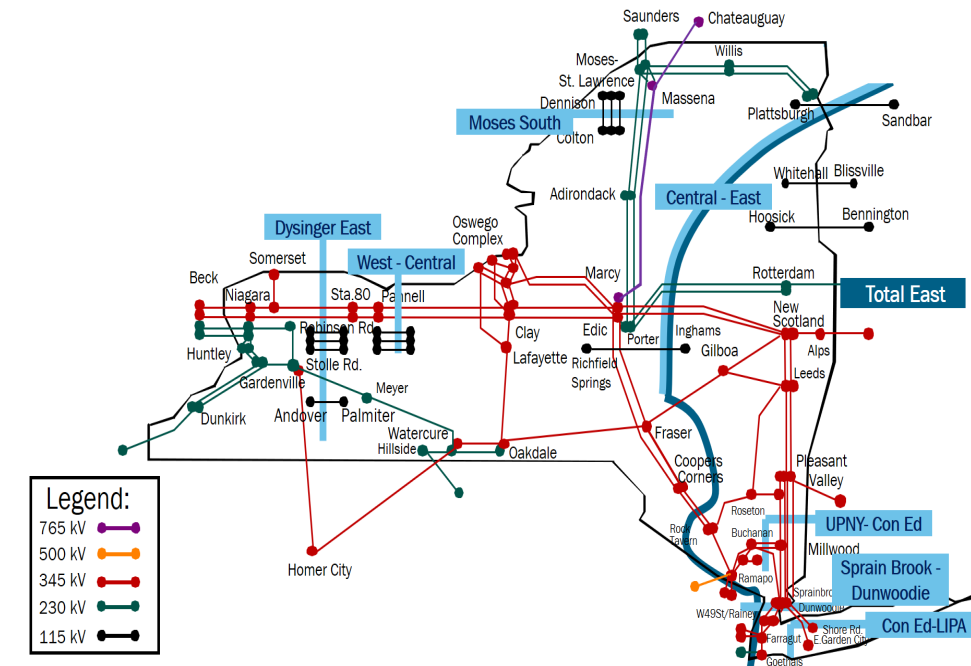 Saunders
Chateauguay
Moses-
St. Lawrence
Willis
Dennison
Massena
Moses South
Colton
Plattsburgh
Sandbar
Whitehall
Blissville
Adirondack
Central - East
Hoosick
Bennington
Dysinger East
Oswego
Complex
West - Central
Somerset
Beck
Niagara
Sta.80
Pannell
Marcy
Rotterdam
Total East
New
Scotland
Robinson Rd.
Clay
Edic
Porter
Inghams
Huntley
Stolle Rd.
Lafayette
Richfield
Springs
Gilboa
Alps
Leeds
Gardenville
Meyer
Dunkirk
Andover
Palmiter
Watercure
Hillside
Oakdale
Fraser
Coopers
Corners
Pleasant
Valley
Legend:
765 kV
500 kV
345 kV
230 kV
115 kV
Homer City
Roseton
Rock
Tavern
Buchanan
UPNY- Con Ed
Millwood
Ramapo
Sprain Brook -
Dunwoodie
Dunwoodie
W49St/Rainey
Con Ed-LIPA
Shore Rd.
Farragut
E.Garden City
Goethals